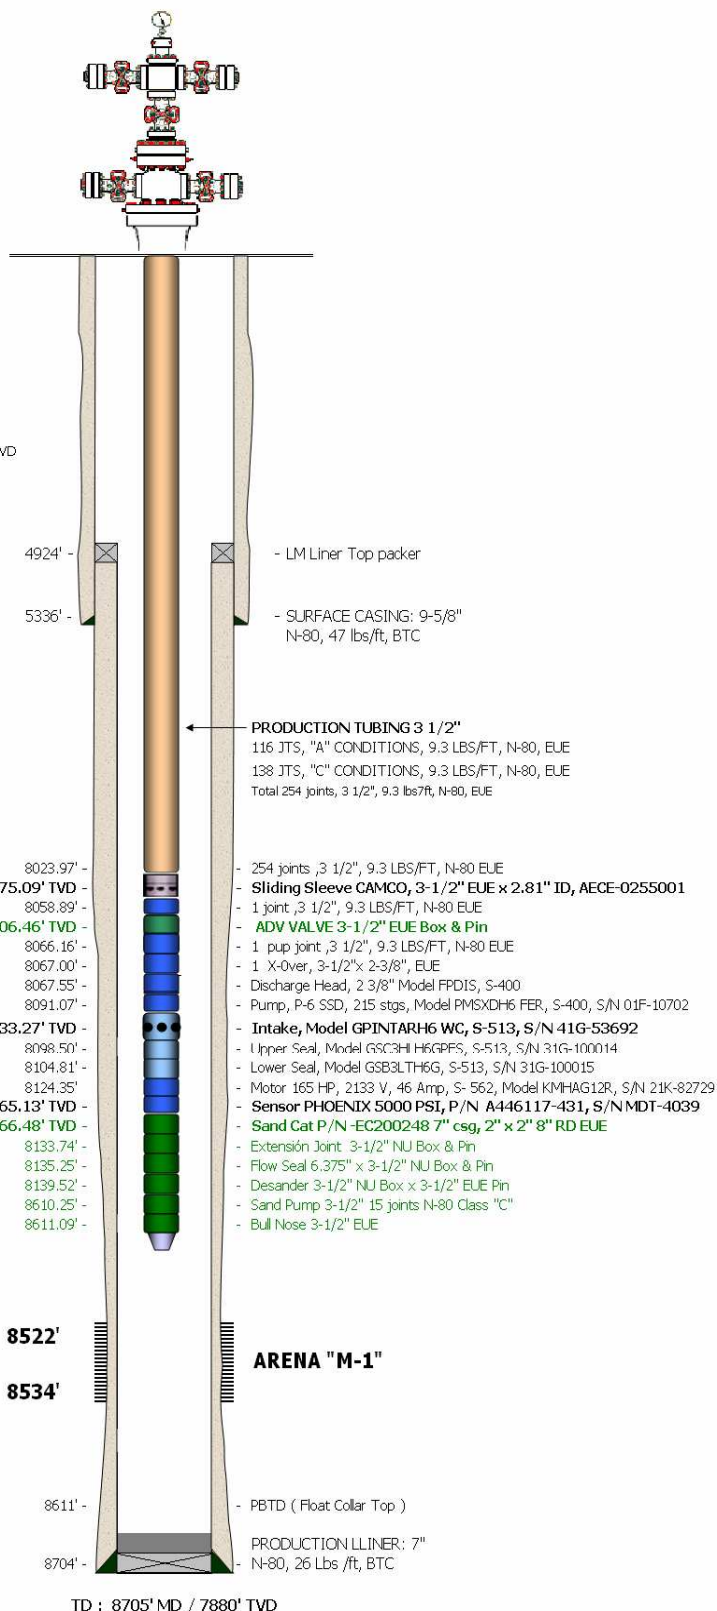 VD
4924' - - LM Liner Top packer
5336' - - SURFACE CASING: 9-5/8"
N-80, 47 lbs/ft, BTC
PRODUCTION TUBING 3 1/2"
116 JTS, "A" CONDITIONS, 9.3 LBS/FT, N-80, EUE
138 JTS, "C" CONDITIONS, 9.3 LBS/FT, N-80, EUE
Total 254 joints, 3 1/2", 9.3 lbs7ft, N-80, EUE
8023.97' - - 254 joints ,3 1/2", 9.3 LBS/FT, N-80 EUE
75.09' TVD - - Sliding Sleeve CAMCO, 3-1/2" EUE x 2.81" ID, AECE-0255001
8058.89' - - 1 joint ,3 1/2", 9.3 LBS/FT, N-80 EUE
06.46' TVD - - ADV VALVE 3-1/2" EUE Box & Pin
8066.16' - - 1 pup joint ,3 1/2", 9.3 LBS/FT, N-80 EUE
8067.00' - - 1 X-Over, 3-1/2"x 2-3/8", EUE
8067.55' - - Discharge Head, 2 3/8" Model FPDIS, S-400
8091.07' - - Pump, P-6 SSD, 215 stgs, Model PMSXDH6 FER, S-400, S/N 01F-10702
33.27' TVD - - Intake, Model GPINTARH6 WC, S-513, S/N 41G-53692
8098.50' - - Upper Seal, Model GSC3HLH6GPFS, S-513, S/N 31G-100014
8104.81' - - Lower Seal, Model GSB3LTH6G, S-513, S/N 31G-100015
8124.35' - Motor 165 HP, 2133 V, 46 Amp, S- 562, Model KMHAG12R, S/N 21K-82729
65.13' TVD - - Sensor PHOENIX 5000 PSI, P/N A446117-431, S/N MDT-4039
66.48' TVD - - Sand Cat P/N -EC200248 7" csg, 2" x 2" 8" RD EUE
8133.74' - - Extensión Joint 3-1/2" NU Box & Pin
8135.25' - - Flow Seal 6.375" x 3-1/2" NU Box & Pin
8139.52' - - Desander 3-1/2" NU Box x 3-1/2" EUE Pin
8610.25' - - Sand Pump 3-1/2" 15 joints N-80 Class "C"
8611.09' - - Bull Nose 3-1/2" EUE
8522'
ARENA "M-1"
8534'
8611' - - PBTD ( Float Collar Top )
PRODUCTION LLINER: 7"
8704' - - N-80, 26 Lbs /ft, BTC
TD : 8705' MD / 7880' TVD